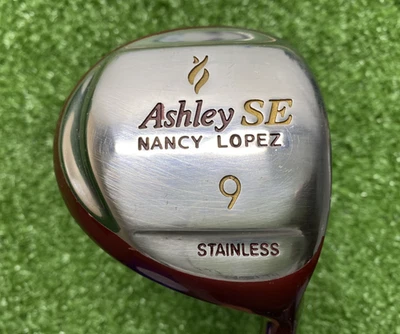 Ashley SE
NANCY LOPEZ
9
STAINLESS